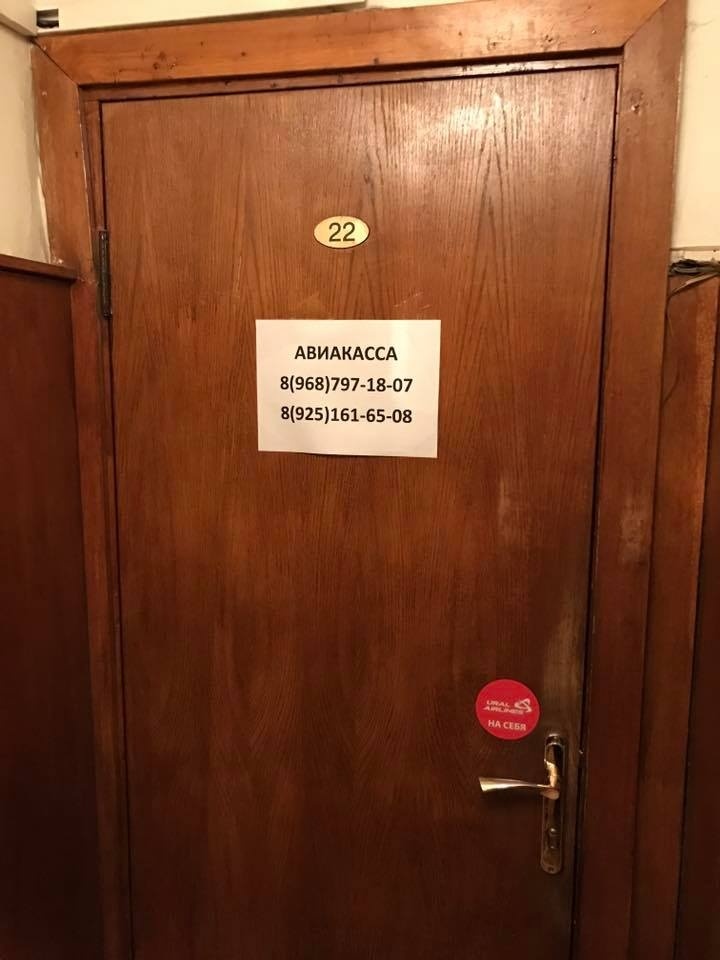 22
АВИАКАССА
8(968)797-18-07
8(925)161-65-08
URAL
AIRLINES
НА СЕБЯ